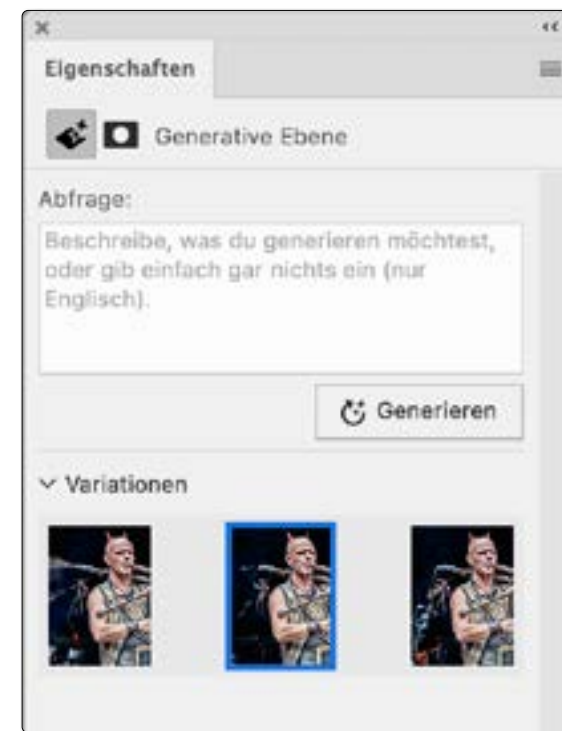 Eigenschaften
Generative Ebene
Abfrage:
Beschreibe, was du generieren möchtest,
oder gib einfach gar nichts ein (nur
Englisch).
Generieren
Variationen